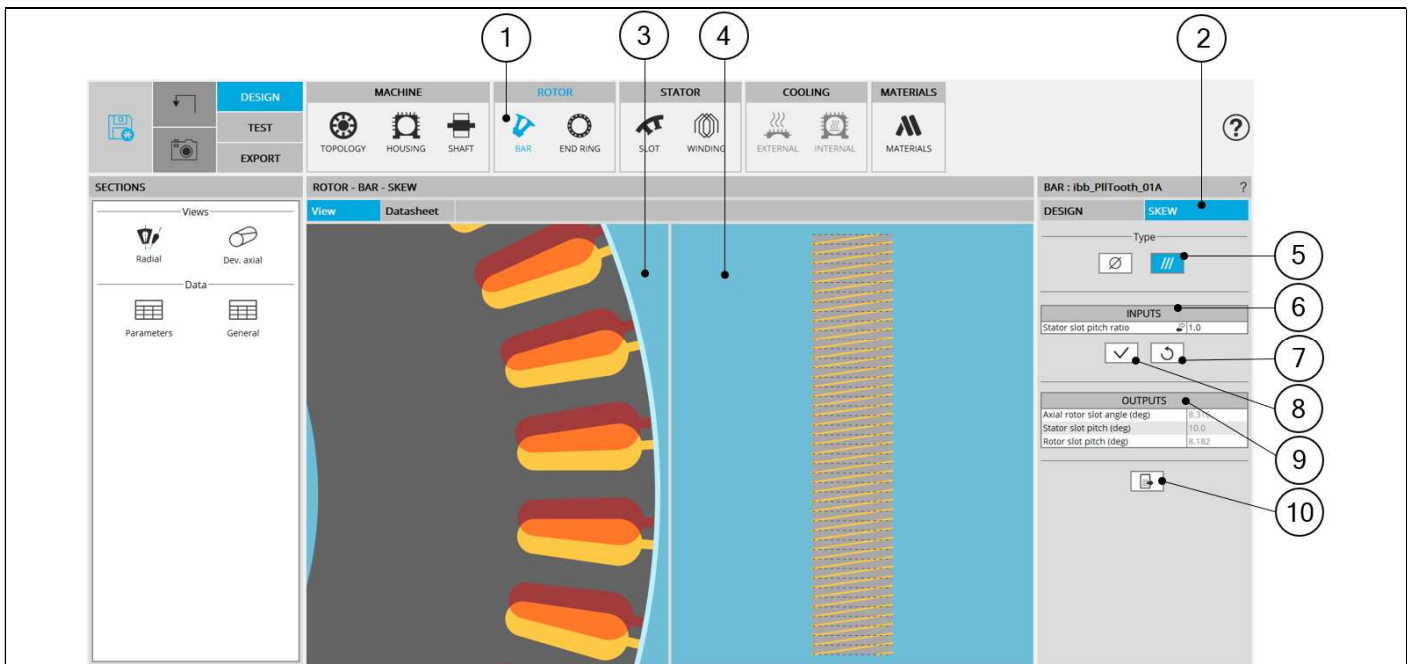 1
3
4
2
DESIGN
TEST
EXPORT
MACHINE
ROTOR
STATOR
COOLING
MATERIALS
TOPOLOGY
HOUSING
SHAFT
BAR
END RING
SLOT
WINDING
EXTERNAL
INTERNAL
MATERIALS
?
SECTIONS
ROTOR - BAR - SKEW
BAR : ibb_PllTooth_01A
?
Views
Radial
Dev. axial
Data
Parameters
General
View
Datasheet
DESIGN
SKEW
Type
5
INPUTS
6
Stator slot pitch ratio
1.0
7
8
OUTPUTS
Axial rotor slot angle (deg)
Stator slot pitch (deg)
10.0
Rotor slot pitch (deg)
8.182
9
10